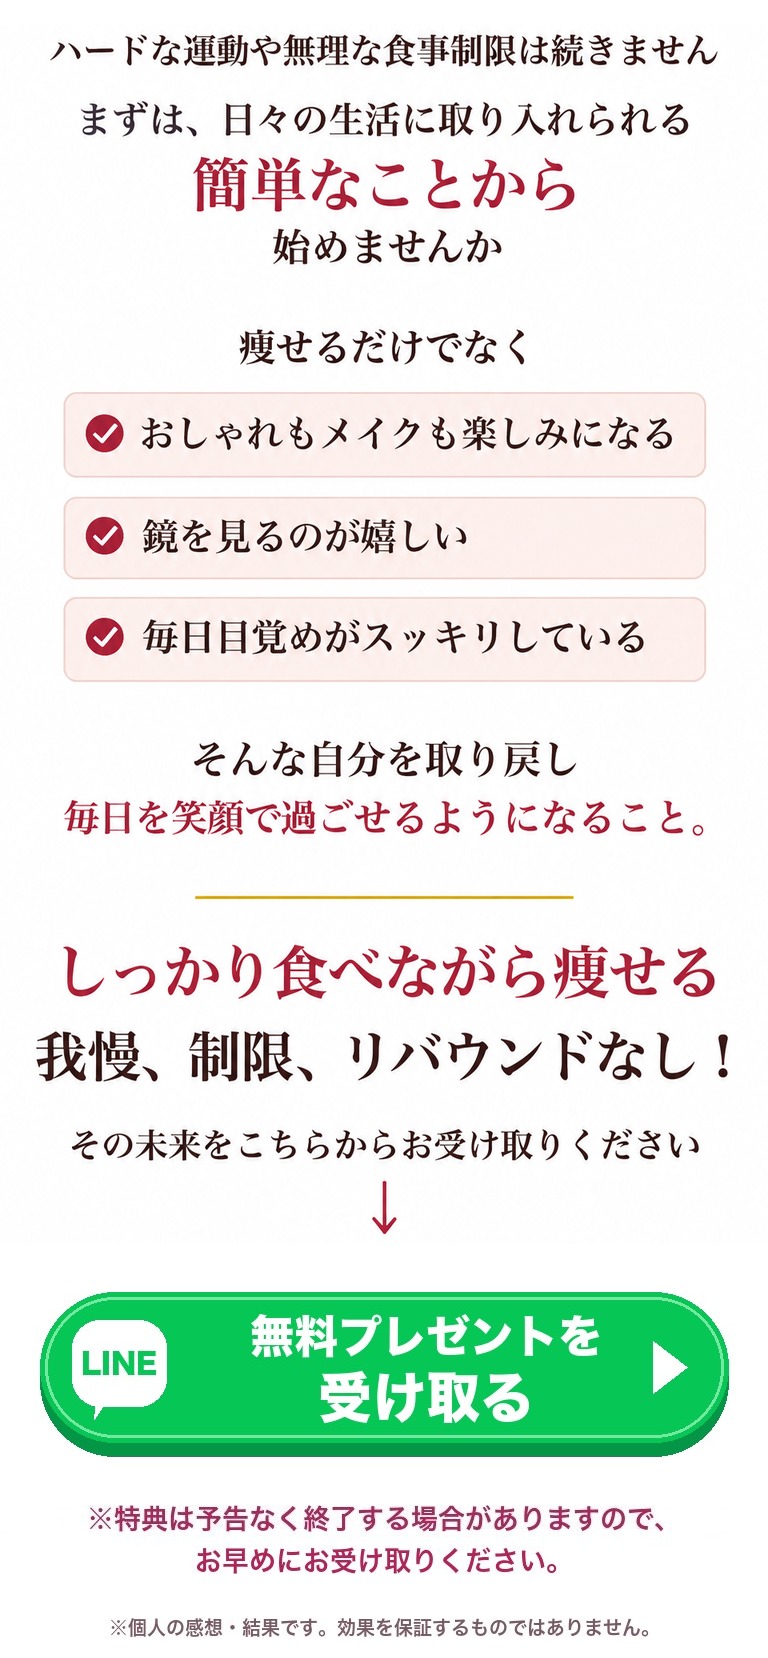 ハードな運動や無理な食事制限は続きません
まずは、日々の生活に取り入れられる
簡単なことから
始めませんか
痩せるだけでなく
おしゃれもメイクも楽しみになる
鏡を見るのが嬉しい
毎日目覚めがスッキリしている
そんな自分を取り戻し
毎日を笑顔で過ごせるようになること。
しっかり食べながら痩せる
我慢、制限、リバウンドなし！
その未来をこちらからお受け取りください
↓
LINE
無料プレゼントを
受け取る
※特典は予告なく終了する場合がありますので、
お早めにお受け取りください。
※個人の感想・結果です。効果を保証するものではありません。